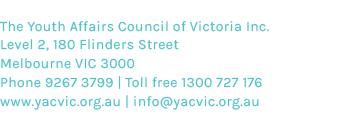 The Youth Affairs Council of Victoria Inc.
Level 2, 180 Flinders Street
Melbourne VIC 3000
Phone 9267 3799 | Toll free 1300 727 176
www.yacvic.org.au | info@yacvic.org.au